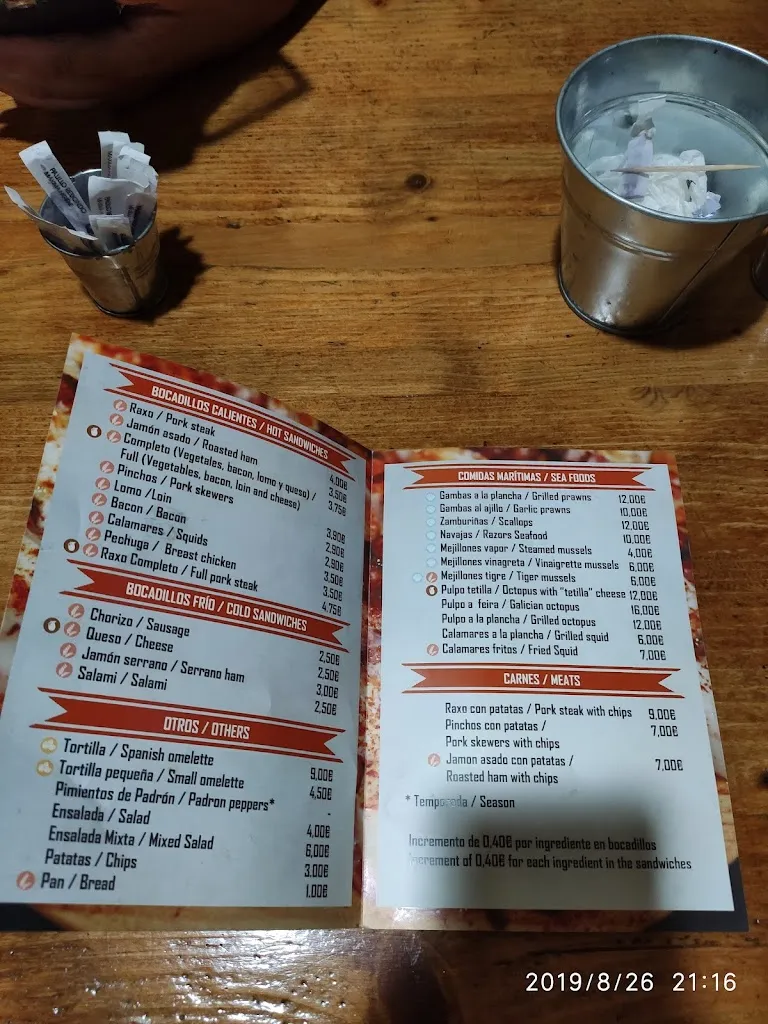 PALILLO REDONDO
BOCADILLOS CALIENTES / HOT SANDWICHES
Raxo / Pork steak 4,00€
Jamón asado / Roasted ham 3,50€
Completo (Vegetales, bacon, lomo y queso) / 3,75€
Full (Vegetables, bacon, loin and cheese)
Pinchos / Pork skewers 3,90€
Lomo /Loin 2,90€
Bacon / Bacon 2,90€
Calamares / Squids 3,50€
Pechuga / Breast chicken 3,50€
Raxo Completo / Full pork steak 4,75€
BOCADILLOS FRÍO / COLD SANDWICHES
Chorizo / Sausage 2,50€
Queso / Cheese 2,50€
Jamón serrano / Serrano ham 3,00€
Salami / Salami 2,50€
OTROS / OTHERS
Tortilla / Spanish omelette 9,00€
Tortilla pequeña / Small omelette 4,50€
Pimientos de Padrón / Padron peppers* -
Ensalada / Salad 4,00€
Ensalada Mixta / Mixed Salad 6,00€
Patatas / Chips 3,00€
Pan / Bread 1,00€
COMIDAS MARÍTIMAS / SEA FOODS
Gambas a la plancha / Grilled prawns 12,00€
Gambas al ajillo / Garlic prawns 10,00€
Zamburiñas / Scallops 12,00€
Navajas / Razors Seafood 10,00€
Mejillones vapor / Steamed mussels 4,00€
Mejillones vinagreta / Vinaigrette mussels 6,00€
Mejillones tigre / Tiger mussels 6,00€
Pulpo tetilla / Octopus with "tetilla" cheese 12,00€
Pulpo a feira / Galician octopus 16,00€
Pulpo a la plancha / Grilled octopus 12,00€
Calamares a la plancha / Grilled squid 6,00€
Calamares fritos / Fried Squid 7,00€
CARNES / MEATS
Raxo con patatas / Pork steak with chips 9,00€
Pinchos con patatas / 7,00€
Pork skewers with chips
Jamon asado con patatas / 7,00€
Roasted ham with chips
* Temporada / Season
Incremento de 0,40€ por ingrediente en bocadillos
Increment of 0,40€ for each ingredient in the sandwiches
2019/8/26 21:16